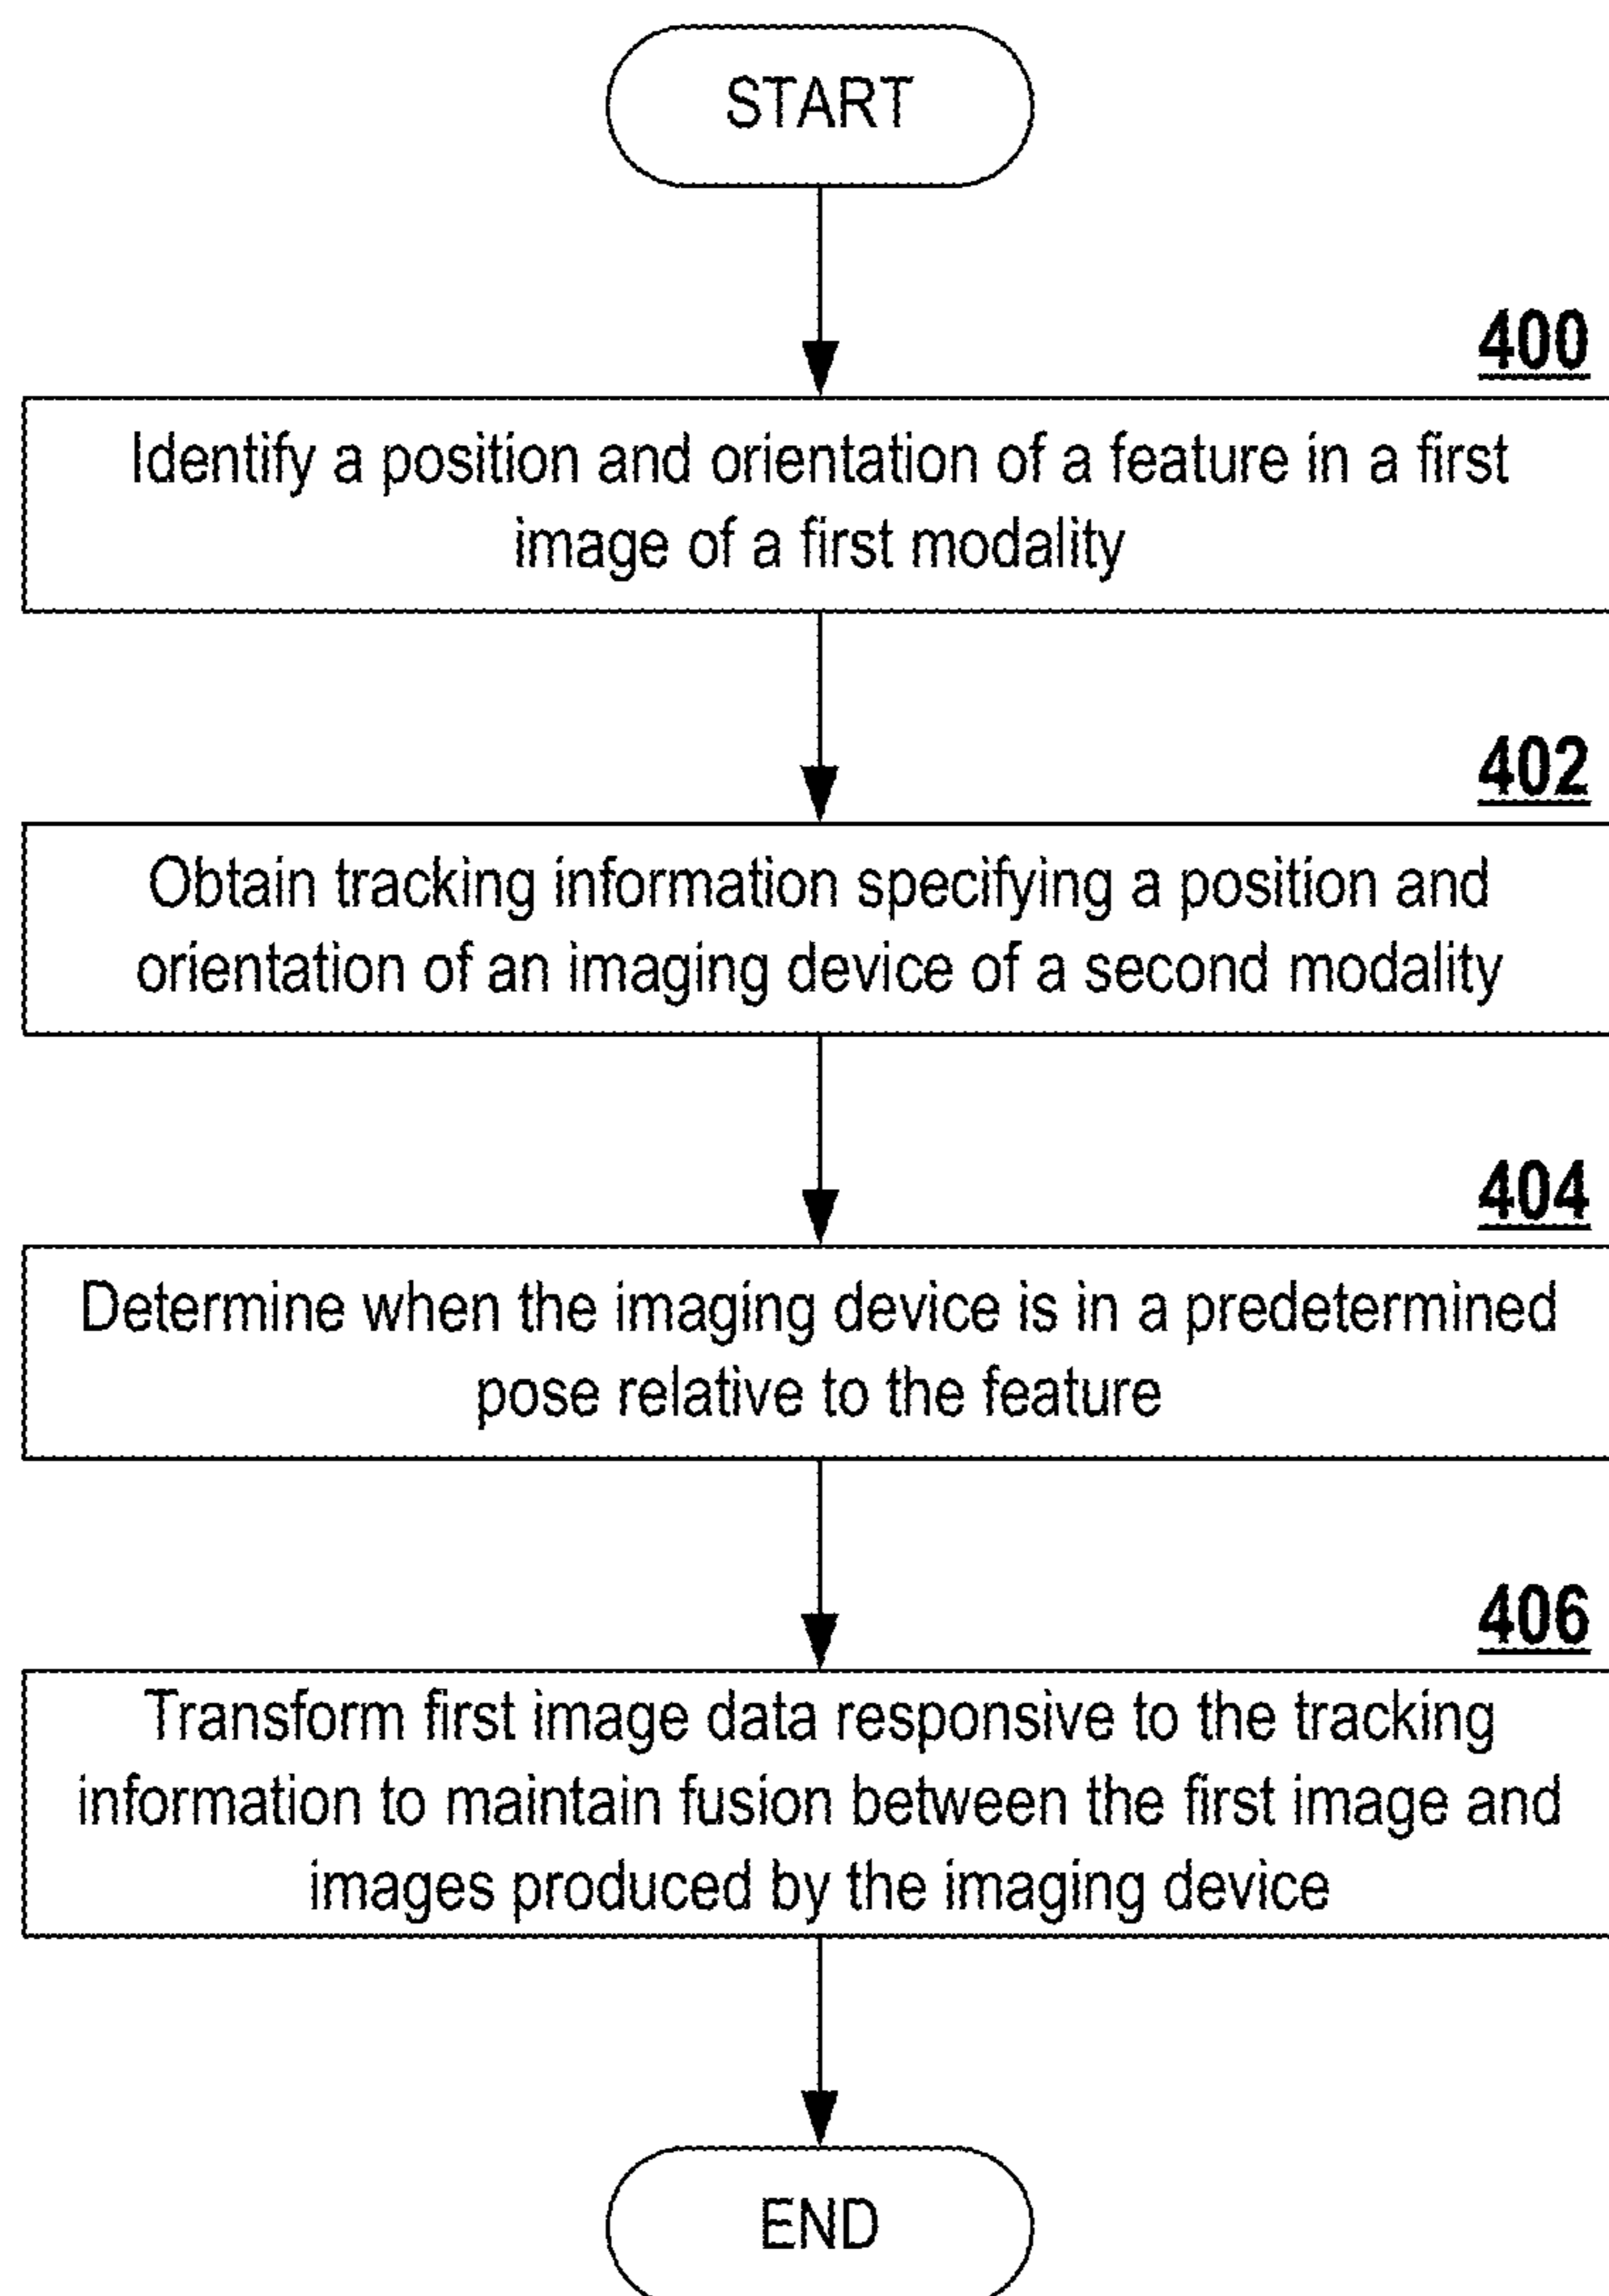 START
400
Identify a position and orientation of a feature in a first
image of a first modality
402
Obtain tracking information specifying a position and
orientation of an imaging device of a second modality
404
Determine when the imaging device is in a predetermined
pose relative to the feature
406
Transform first image data responsive to the tracking
information to maintain fusion between the first image and
images produced by the imaging device
END